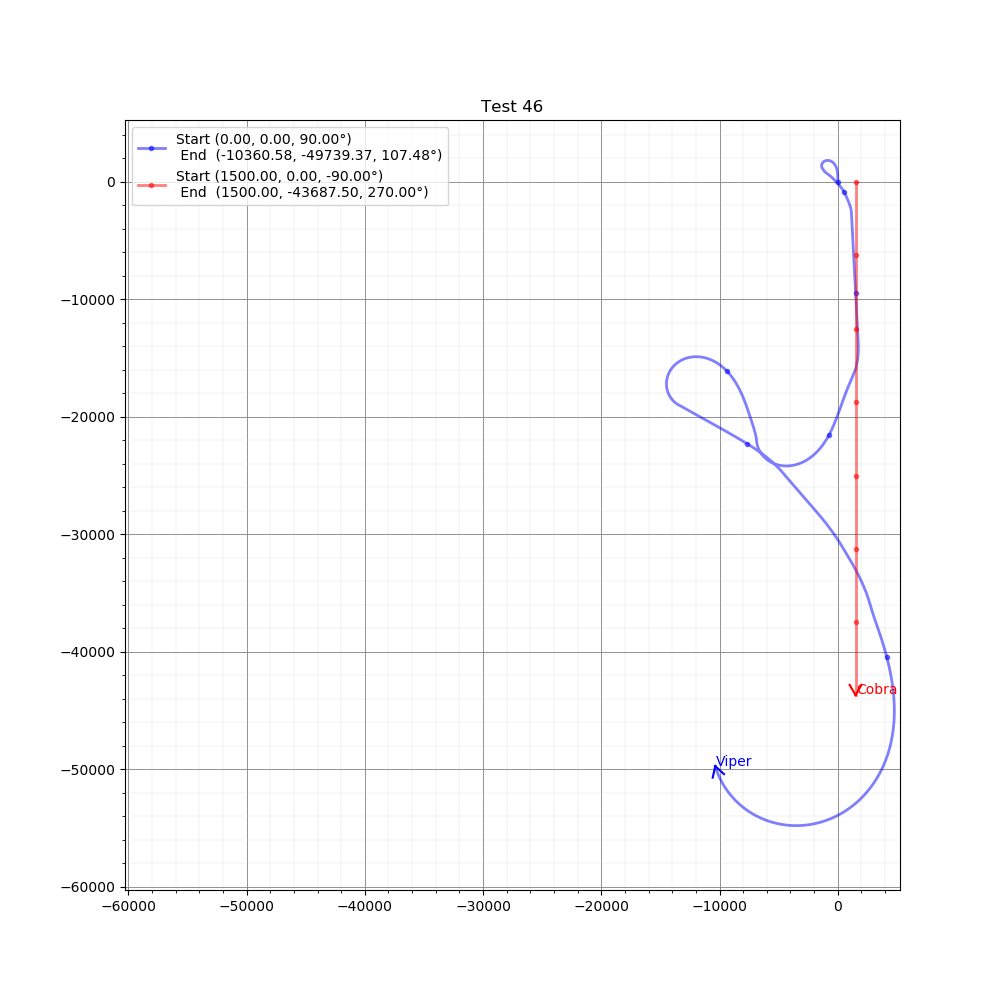 Test 46
Start (0.00, 0.00, 90.00°)
End  (-10360.58, -49739.37, 107.48°)
Start (1500.00, 0.00, -90.00°)
End  (1500.00, -43687.50, 270.00°)
0
−10000
−20000
−30000
−40000
−50000
−60000
Cobra
Viper
−60000
−50000
−40000
−30000
−20000
−10000
0